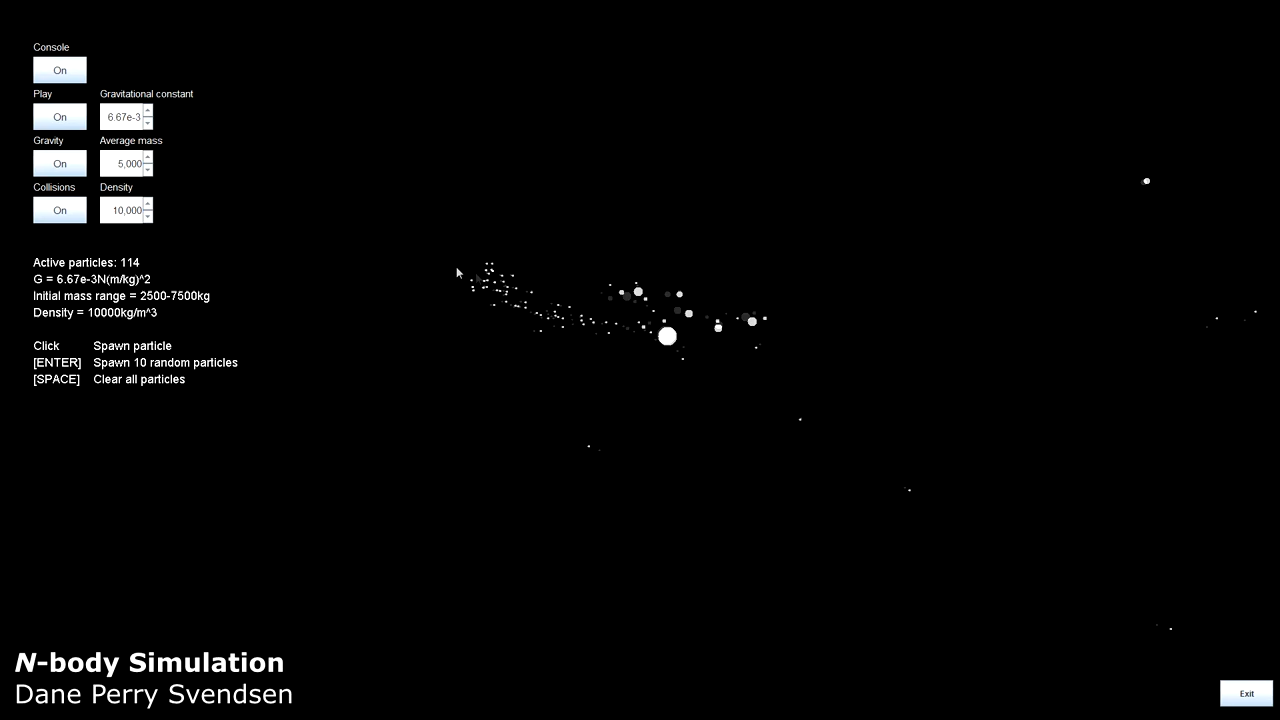 Console
On
Play Gravitational constant
On 6.67e-3
Gravity Average mass
On 5,000
Collisions Density
On 10,000
Active particles: 114
G = 6.67e-3N(m/kg)^2
Initial mass range = 2500-7500kg
Density = 10000kg/m^3
Click Spawn particle
[ENTER] Spawn 10 random particles
[SPACE] Clear all particles
N-body Simulation
Dane Perry Svendsen
Exit